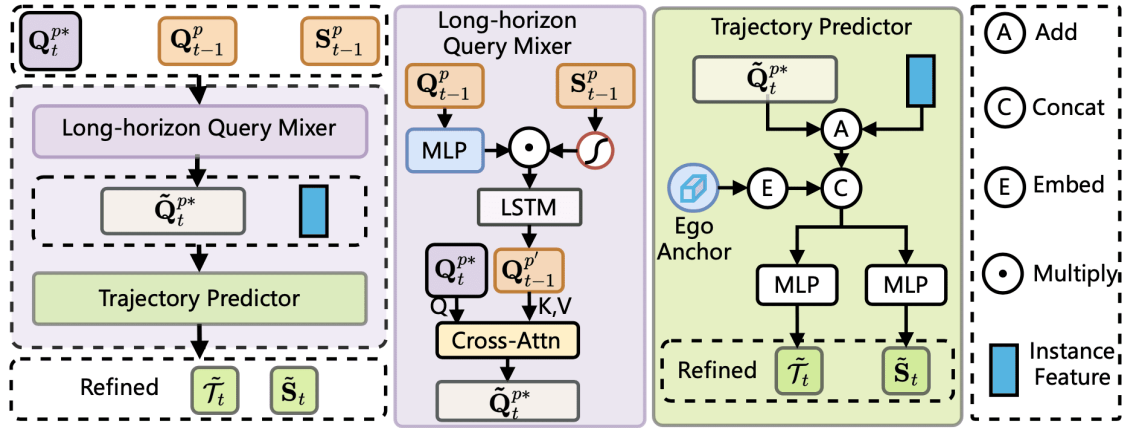 Q_t^{p*}
Q_{t-1}^{p}
S_{t-1}^{p}
Long-horizon Query Mixer
Q̃_t^{p*}
Trajectory Predictor
Refined
𝒯̃_t
S̃_t
Long-horizon
Query Mixer
Q_{t-1}^{p}
S_{t-1}^{p}
MLP
LSTM
Q_t^{p*}
Q_{t-1}^{p'}
Q
K,V
Cross-Attn
Q̃_t^{p*}
Trajectory Predictor
Q̃_t^{p*}
A
E
C
Ego
Anchor
MLP
MLP
Refined
𝒯̃_t
S̃_t
A Add
C Concat
E Embed
Multiply
Instance
Feature